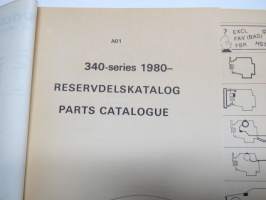 A01
340-series 1980–
RESERVDELSKATALOG
PARTS CATALOGUE
EXCL